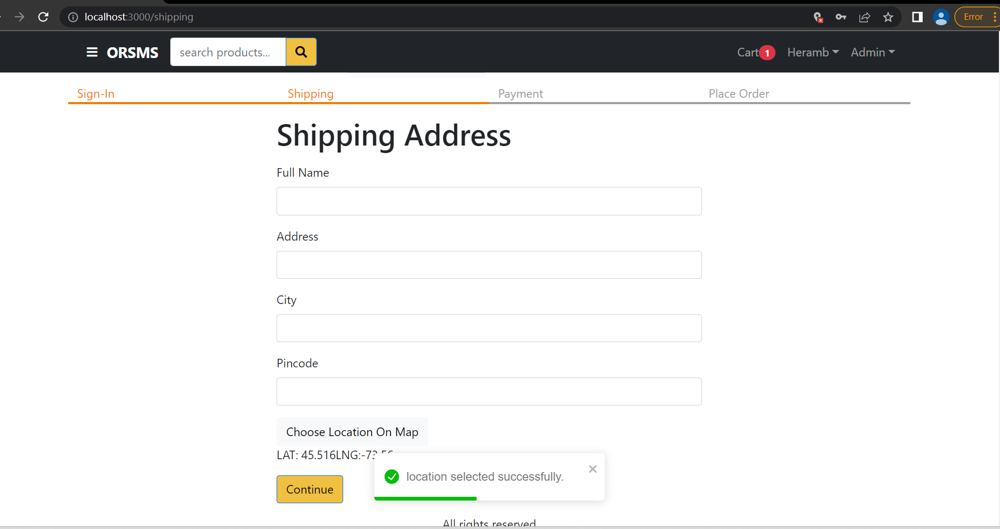 localhost:3000/shipping
Error
ORSMS
search products...
Cart 1
Heramb
Admin
Sign-In
Shipping
Payment
Place Order
Shipping Address
Full Name
Address
City
Pincode
Choose Location On Map
LAT: 45.516LNG:-73.56
location selected successfully.
Continue
All rights reserved